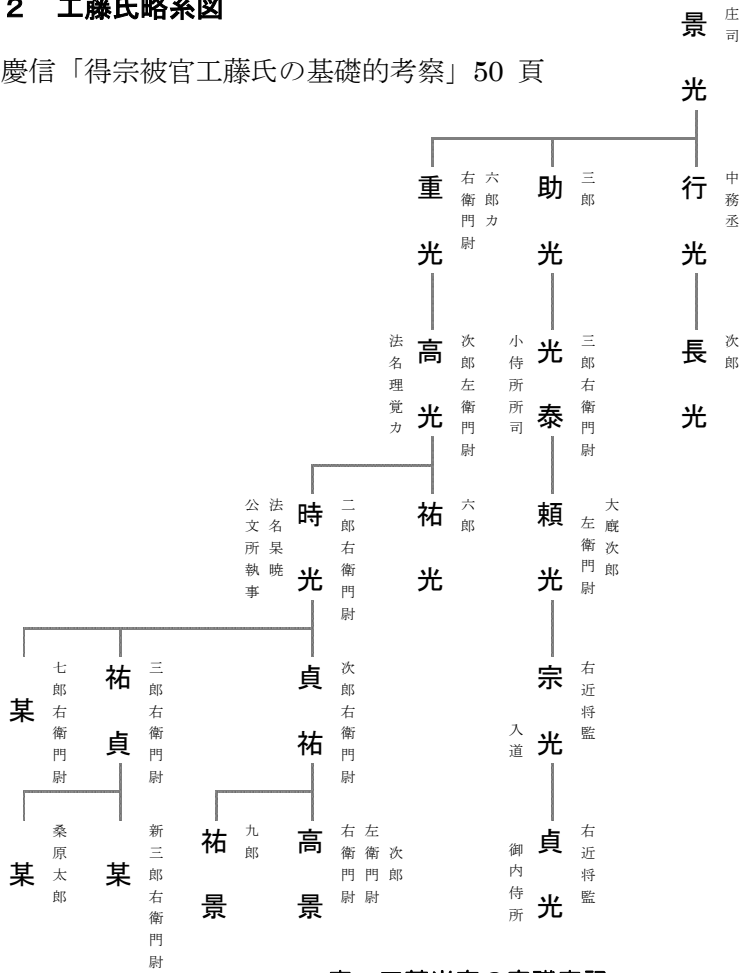 ２　工藤氏略系図
慶信「得宗被官工藤氏の基礎的考察」50 頁
庄司
景光
中務丞
行光
三郎
助光
六郎カ
右衛門尉
重光
次郎
長光
三郎右衛門尉
光泰
小侍所所司
次郎左衛門尉
高光
法名理覚カ
大廐次郎
左衛門尉
頼光
六郎
祐光
二郎右衛門尉
時光
法名杲暁
公文所執事
右近将監
宗光
入道
次郎右衛門尉
貞祐
三郎右衛門尉
祐貞
七郎右衛門尉
某
右近将監
貞光
御内侍所
次郎
左衛門尉
右衛門尉
高景
九郎
祐景
新三郎右衛門尉
某
桑原太郎
某